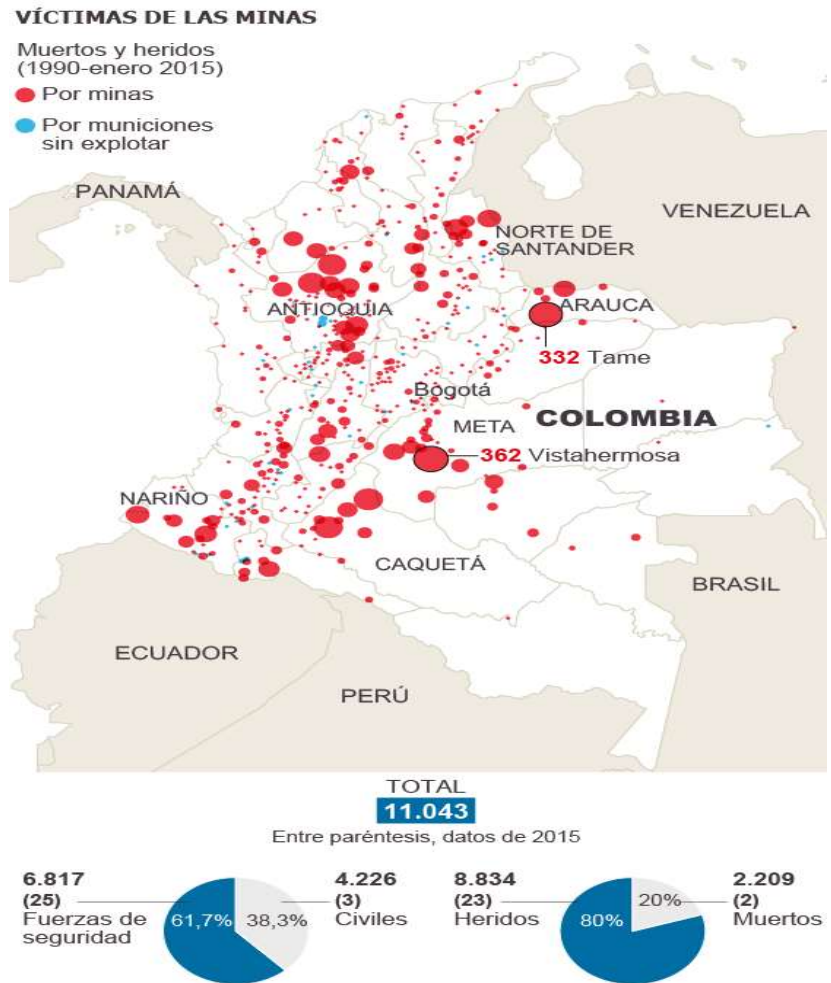 VÍCTIMAS DE LAS MINAS
Muertos y heridos
(1990-enero 2015)
Por minas
Por municiones
sin explotar
PANAMÁ
VENEZUELA
NORTE DE
SANTANDER
ANTIOQUIA
ARAUCA
332 Tame
Bogotá
META
COLOMBIA
362 Vistahermosa
NARIÑO
CAQUETÁ
BRASIL
ECUADOR
PERÚ
TOTAL
11.043
Entre paréntesis, datos de 2015
6.817
(25)
Fuerzas de
seguridad
61,7%
38,3%
4.226
(3)
Civiles
8.834
(23)
Heridos
80%
20%
2.209
(2)
Muertos